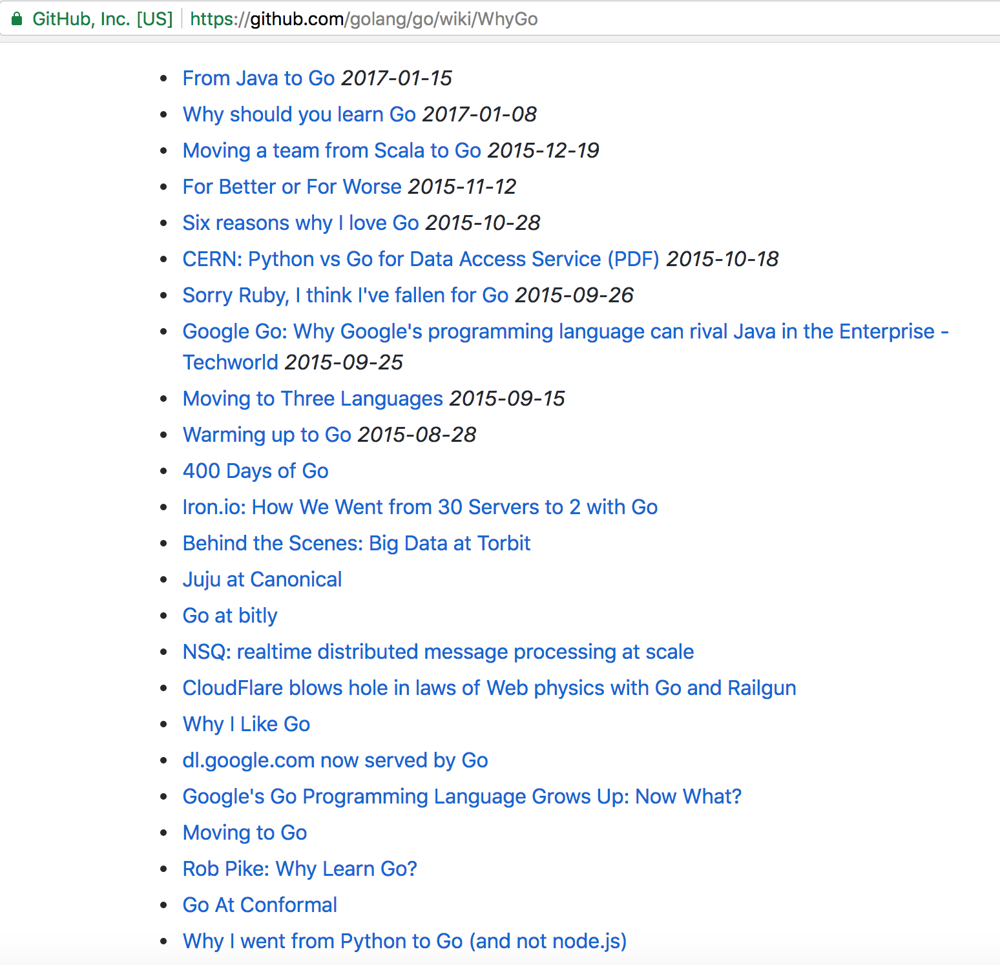 GitHub, Inc. [US] https://github.com/golang/go/wiki/WhyGo
• From Java to Go 2017-01-15
• Why should you learn Go 2017-01-08
• Moving a team from Scala to Go 2015-12-19
• For Better or For Worse 2015-11-12
• Six reasons why I love Go 2015-10-28
• CERN: Python vs Go for Data Access Service (PDF) 2015-10-18
• Sorry Ruby, I think I've fallen for Go 2015-09-26
• Google Go: Why Google's programming language can rival Java in the Enterprise -
Techworld 2015-09-25
• Moving to Three Languages 2015-09-15
• Warming up to Go 2015-08-28
• 400 Days of Go
• Iron.io: How We Went from 30 Servers to 2 with Go
• Behind the Scenes: Big Data at Torbit
• Juju at Canonical
• Go at bitly
• NSQ: realtime distributed message processing at scale
• CloudFlare blows hole in laws of Web physics with Go and Railgun
• Why I Like Go
• dl.google.com now served by Go
• Google's Go Programming Language Grows Up: Now What?
• Moving to Go
• Rob Pike: Why Learn Go?
• Go At Conformal
• Why I went from Python to Go (and not node.js)